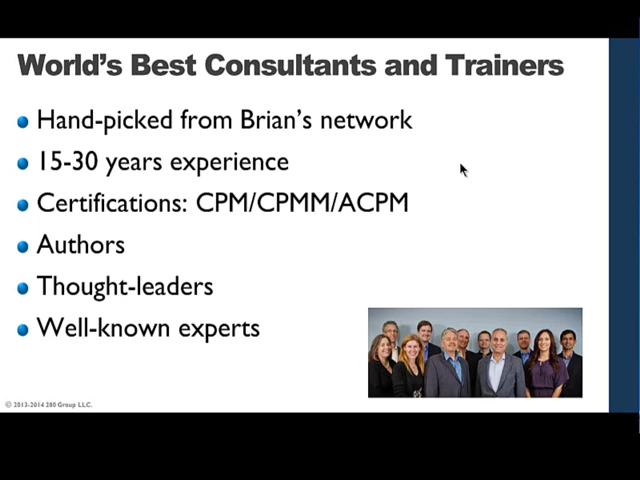 World's Best Consultants and Trainers
Hand-picked from Brian's network
15-30 years experience
Certifications: CPM/CPMM/ACPM
Authors
Thought-leaders
Well-known experts
© 2013-2014 280 Group LLC.